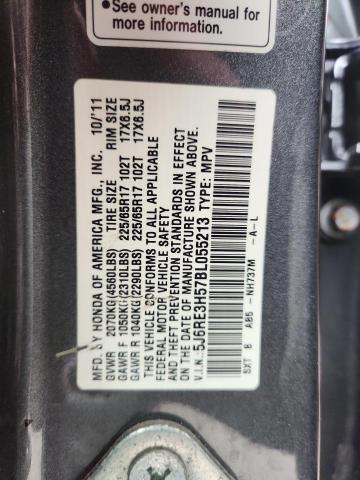 • See owner's manual for
more information.
MFD. BY HONDA OF AMERICA MFG., INC. 10/'11
GVWR 2070KG(4560LBS) TIRE SIZE RIM SIZE
GAWR F 1050KG(2310LBS) 225/65R17 102T 17X6.5J
GAWR R 1040KG(2290LBS) 225/65R17 102T 17X6.5J
THIS VEHICLE CONFORMS TO ALL APPLICABLE
FEDERAL MOTOR VEHICLE SAFETY
AND THEFT PREVENTION STANDARDS IN EFFECT
ON THE DATE OF MANUFACTURE SHOWN ABOVE.
V.I.N.: 5J6RE3H57BL055213 TYPE: MPV
SXT B AB5 -NH737M -A-L